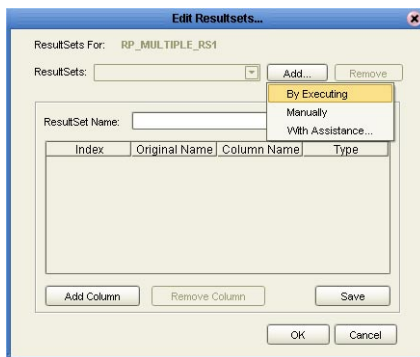 Edit Resultsets...
ResultSets For: RP_MULTIPLE_RS1
ResultSets: Add... Remove
By Executing
Manually
With Assistance...
ResultSet Name:
Index Original Name Column Name Type
Add Column Remove Column Save
OK Cancel